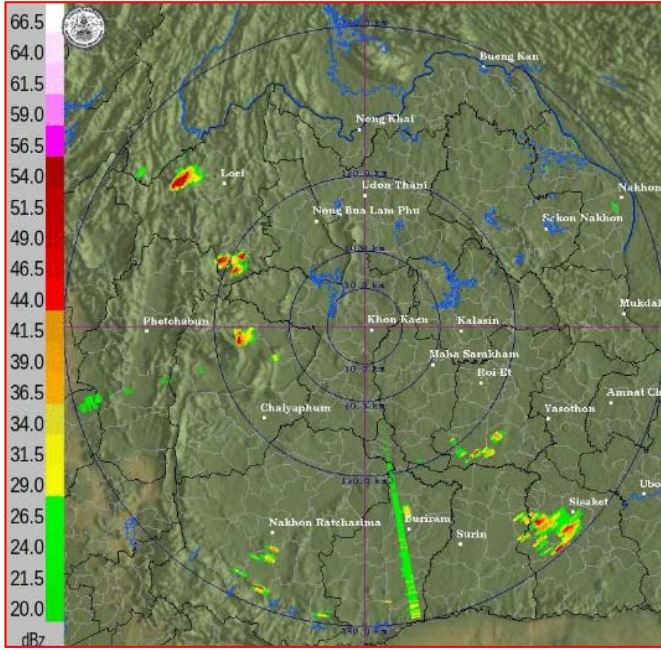 66.5
64.0
61.5
59.0
56.5
54.0
51.5
49.0
46.5
44.0
41.5
39.0
36.5
34.0
31.5
29.0
26.5
24.0
21.5
20.0
dBz
Bueng Kan
Nong Khai
Loei
Udon Thani
Nakhon
Nong Bua Lam Phu
Sakon Nakhon
Mukdah
Phetchabun
Khon Kaen
Kalasin
Maha Sarakham
Roi Et
Amnat Ch
Chaiyaphum
Yasothon
120.0 km
Ubo
Sisaket
Nakhon Ratchasima
Buriram
Surin